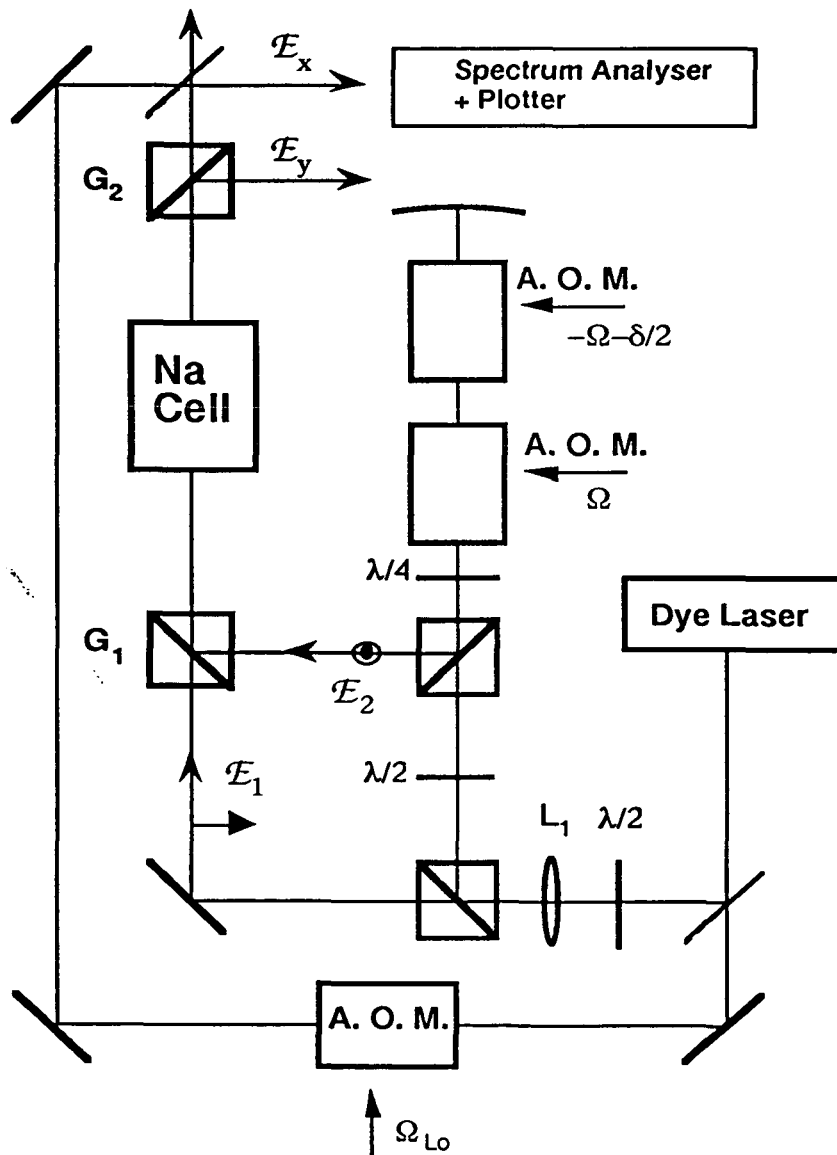 ℰx
Spectrum Analyser
+ Plotter
G2
ℰy
A. O. M.
−Ω−δ/2
Na
Cell
A. O. M.
Ω
λ/4
Dye Laser
G1
ℰ2
λ/2
ℰ1
L1 λ/2
A. O. M.
ΩLo